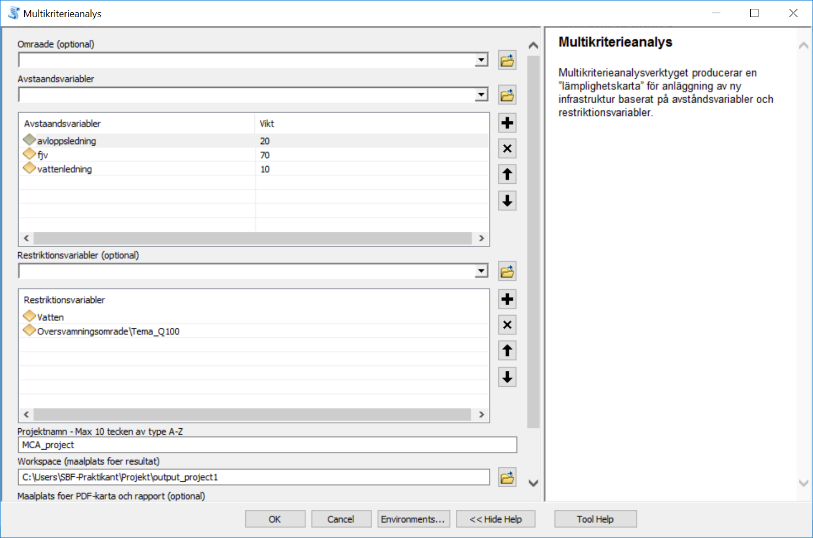 Multikriterieanalys
Omraade (optional)
Avstaandsvariabler
Avstaandsvariabler Vikt
avloppsledning 20
fjv 70
vattenledning 10
Restriktionsvariabler (optional)
Restriktionsvariabler
Vatten
Oversvamningsomrade\Tema_Q100
Projektnamn - Max 10 tecken av type A-Z
MCA_project
Workspace (maalplats foer resultat)
C:\Users\SBF-Praktikant\Projekt\output_project1
Maalplats foer PDF-karta och rapport (optional)
OK Cancel Environments... << Hide Help Tool Help
Multikriterieanalys
Multikriterieanalysverktyget producerar en
"lämplighetskarta" för anläggning av ny
infrastruktur baserat på avståndsvariabler och
restriktionsvariabler.